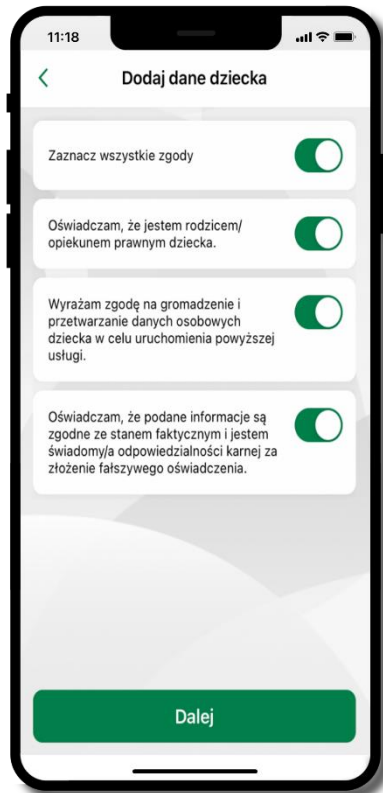 11:18
Dodaj dane dziecka
Zaznacz wszystkie zgody
Oświadczam, że jestem rodzicem/
opiekunem prawnym dziecka.
Wyrażam zgodę na gromadzenie i
przetwarzanie danych osobowych
dziecka w celu uruchomienia powyższej
usługi.
Oświadczam, że podane informacje są
zgodne ze stanem faktycznym i jestem
świadomy/a odpowiedzialności karnej za
złożenie fałszywego oświadczenia.
Dalej